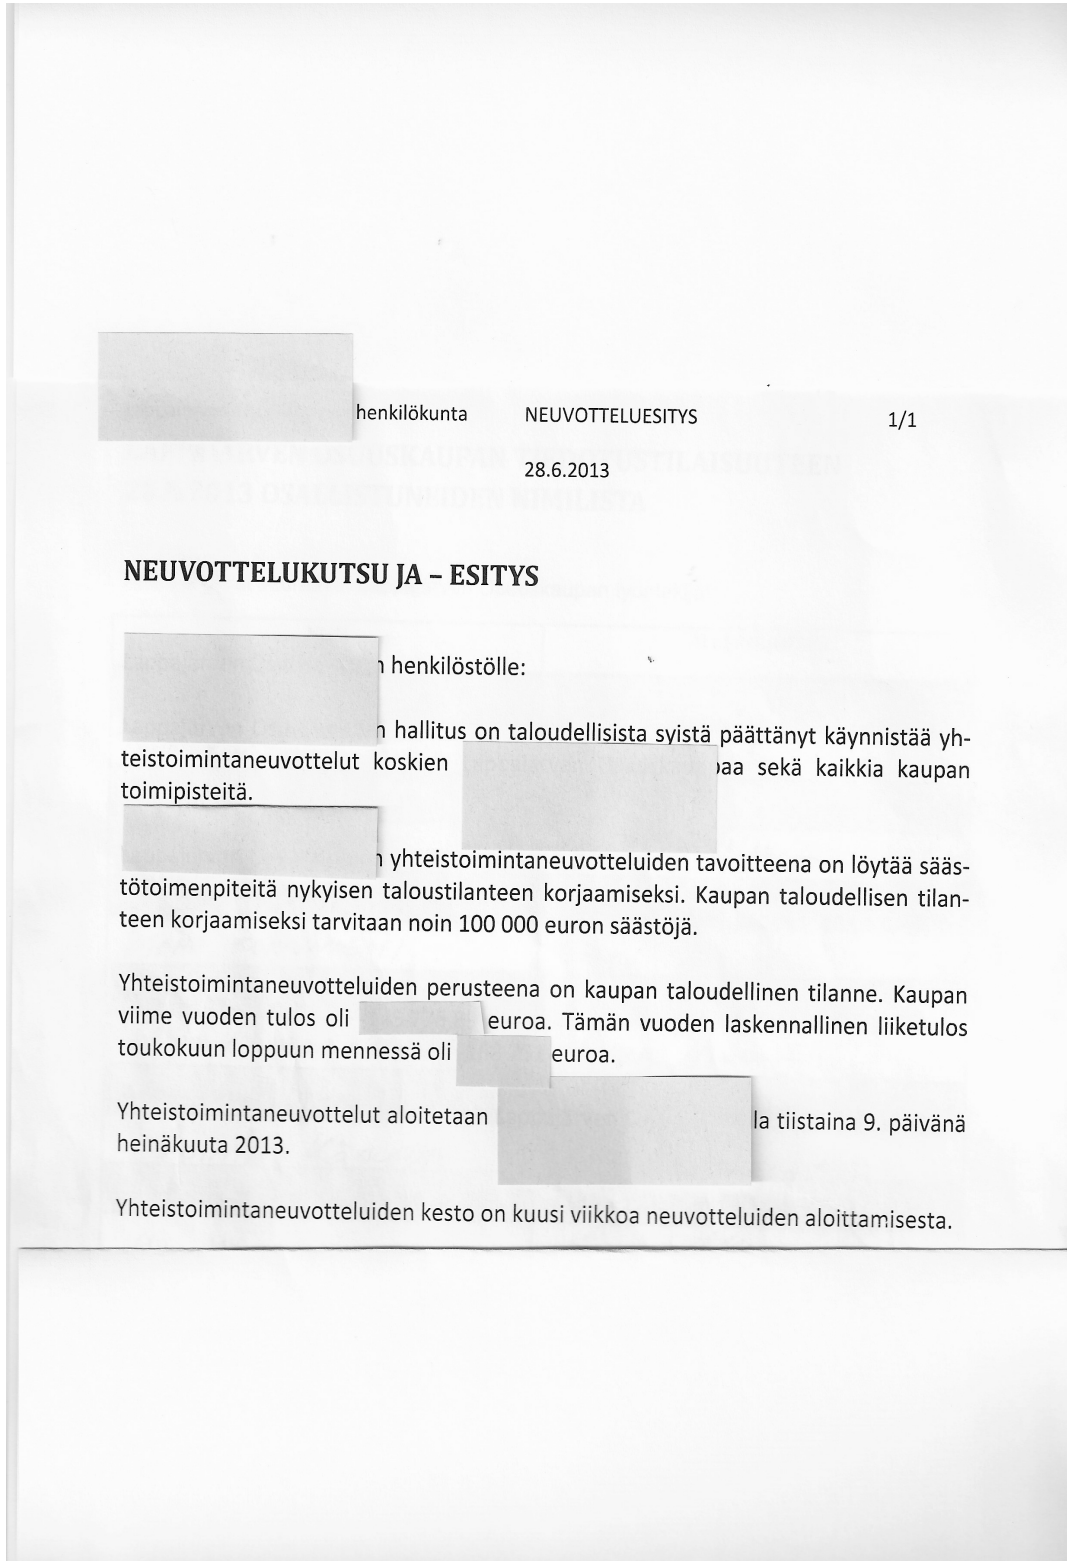 henkilökunta NEUVOTTELUESITYS 1/1
28.6.2013
NEUVOTTELUKUTSU JA – ESITYS
henkilöstölle:
hallitus on taloudellisista syistä päättänyt käynnistää yh-
teistoimintaneuvottelut koskien sekä kaikkia kaupan
toimipisteitä.
yhteistoimintaneuvotteluiden tavoitteena on löytää sääs-
tötoimenpiteitä nykyisen taloustilanteen korjaamiseksi. Kaupan taloudellisen tilan-
teen korjaamiseksi tarvitaan noin 100 000 euron säästöjä.
Yhteistoimintaneuvotteluiden perusteena on kaupan taloudellinen tilanne. Kaupan
viime vuoden tulos oli euroa. Tämän vuoden laskennallinen liiketulos
toukokuun loppuun mennessä oli euroa.
Yhteistoimintaneuvottelut aloitetaan la tiistaina 9. päivänä
heinäkuuta 2013.
Yhteistoimintaneuvotteluiden kesto on kuusi viikkoa neuvotteluiden aloittamisesta.